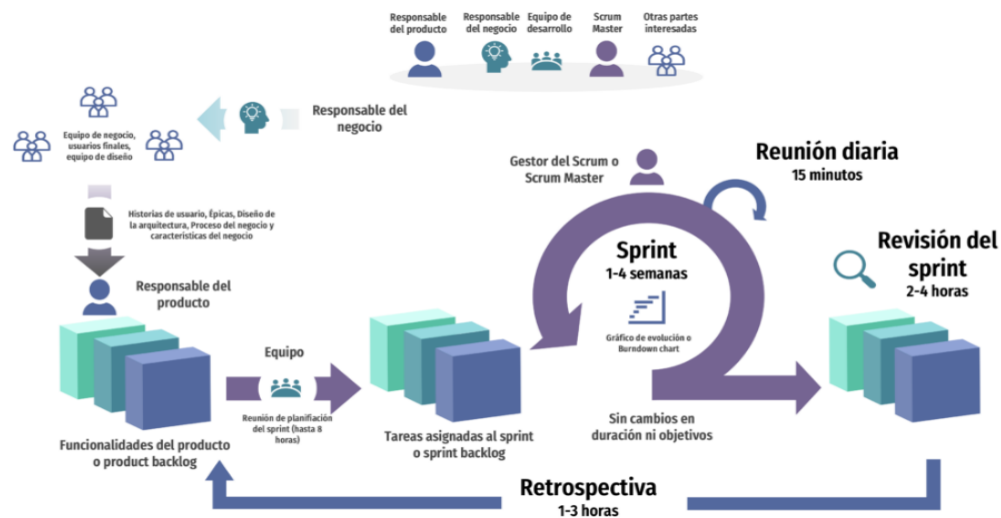 Responsable
del producto
Responsable
del negocio
Equipo de
desarrollo
Scrum
Master
Otras partes
interesadas
Responsable del
negocio
Equipo de negocio,
usuarios finales,
equipo de diseño
Gestor del Scrum o
Scrum Master
Reunión diaria
15 minutos
Historias de usuario, Épicas, Diseño de
la arquitectura, Proceso del negocio y
características del negocio
Sprint
1-4 semanas
Revisión del
sprint
2-4 horas
Responsable del
producto
Gráfico de evolución o
Burndown chart
Equipo
Reunión de planifiación
del sprint (hasta 8
horas)
Funcionalidades del producto
o product backlog
Tareas asignadas al sprint
o sprint backlog
Sin cambios en
duración ni objetivos
Retrospectiva
1-3 horas